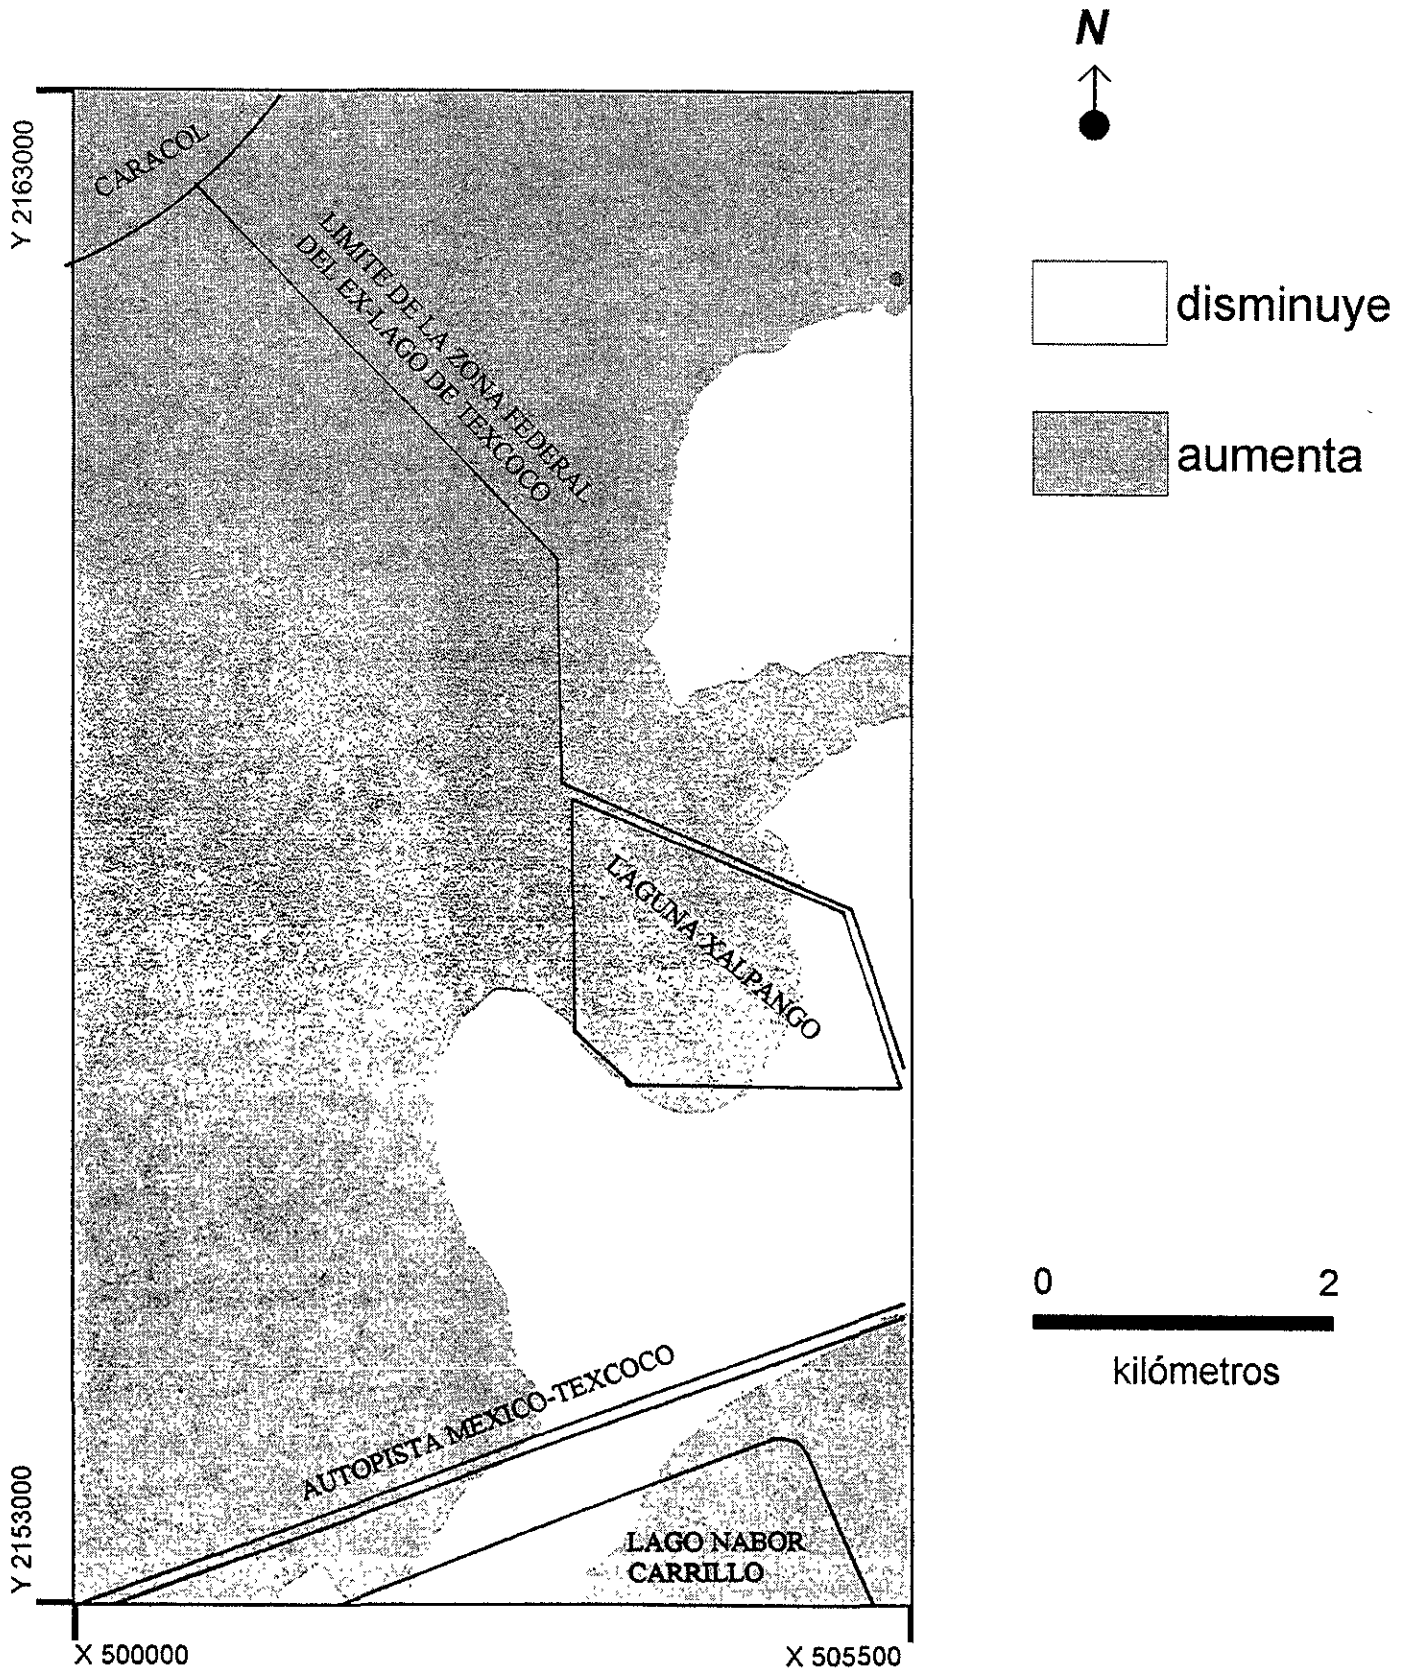 N
Y 2163000
CARACOL
LIMITE DE LA ZONA FEDERAL
DEL EX-LAGO DE TEXCOCO
disminuye
aumenta
LAGUNA XALPANGO
0 2
kilómetros
AUTOPISTA MEXICO-TEXCOCO
LAGO NABOR
CARRILLO
Y 2153000
X 500000
X 505500